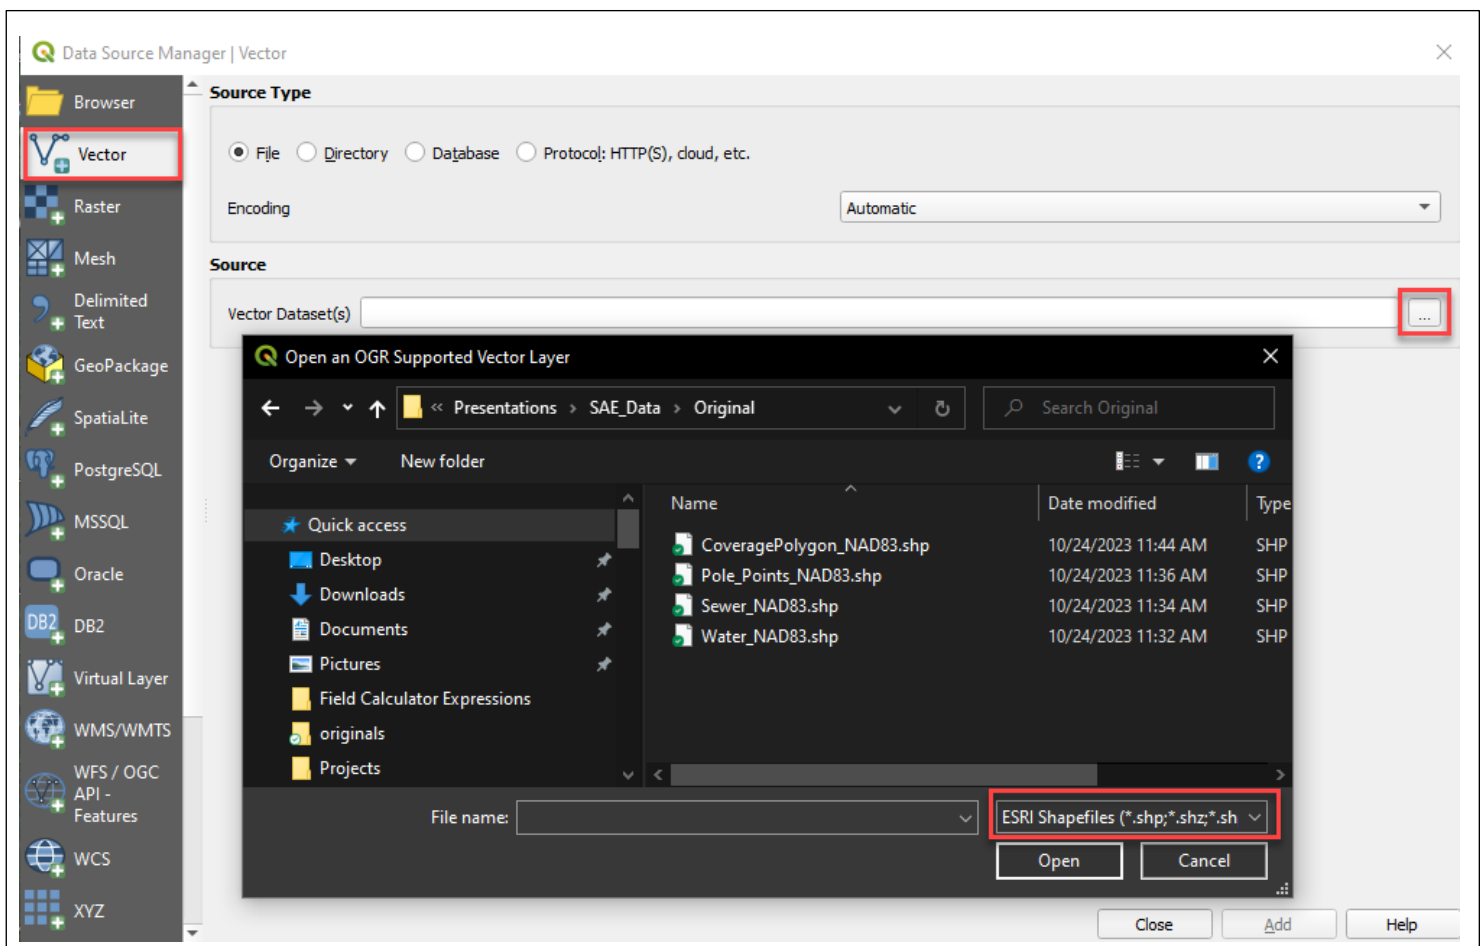 Data Source Manager | Vector
Browser
Vector
Raster
Mesh
Delimited
Text
GeoPackage
SpatiaLite
PostgreSQL
MSSQL
Oracle
DB2
DB2
Virtual Layer
WMS/WMTS
WFS / OGC
API -
Features
WCS
XYZ
Source Type
File Directory Database Protocol: HTTP(S), cloud, etc.
Encoding Automatic
Source
Vector Dataset(s) ...
Open an OGR Supported Vector Layer
« Presentations > SAE_Data > Original Search Original
Organize New folder ?
Quick access
Desktop
Downloads
Documents
Pictures
Field Calculator Expressions
originals
Projects
Name Date modified Type
CoveragePolygon_NAD83.shp 10/24/2023 11:44 AM SHP
Pole_Points_NAD83.shp 10/24/2023 11:36 AM SHP
Sewer_NAD83.shp 10/24/2023 11:34 AM SHP
Water_NAD83.shp 10/24/2023 11:32 AM SHP
File name: ESRI Shapefiles (*.shp;*.shz;*.sh
Open Cancel
Close Add Help